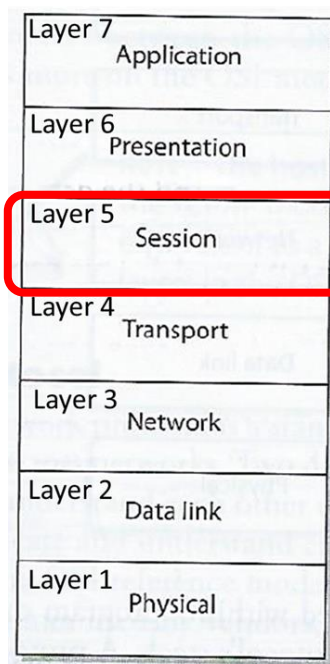 Layer 7
Application
Layer 6
Presentation
Layer 5
Session
Layer 4
Transport
Layer 3
Network
Layer 2
Data link
Layer 1
Physical